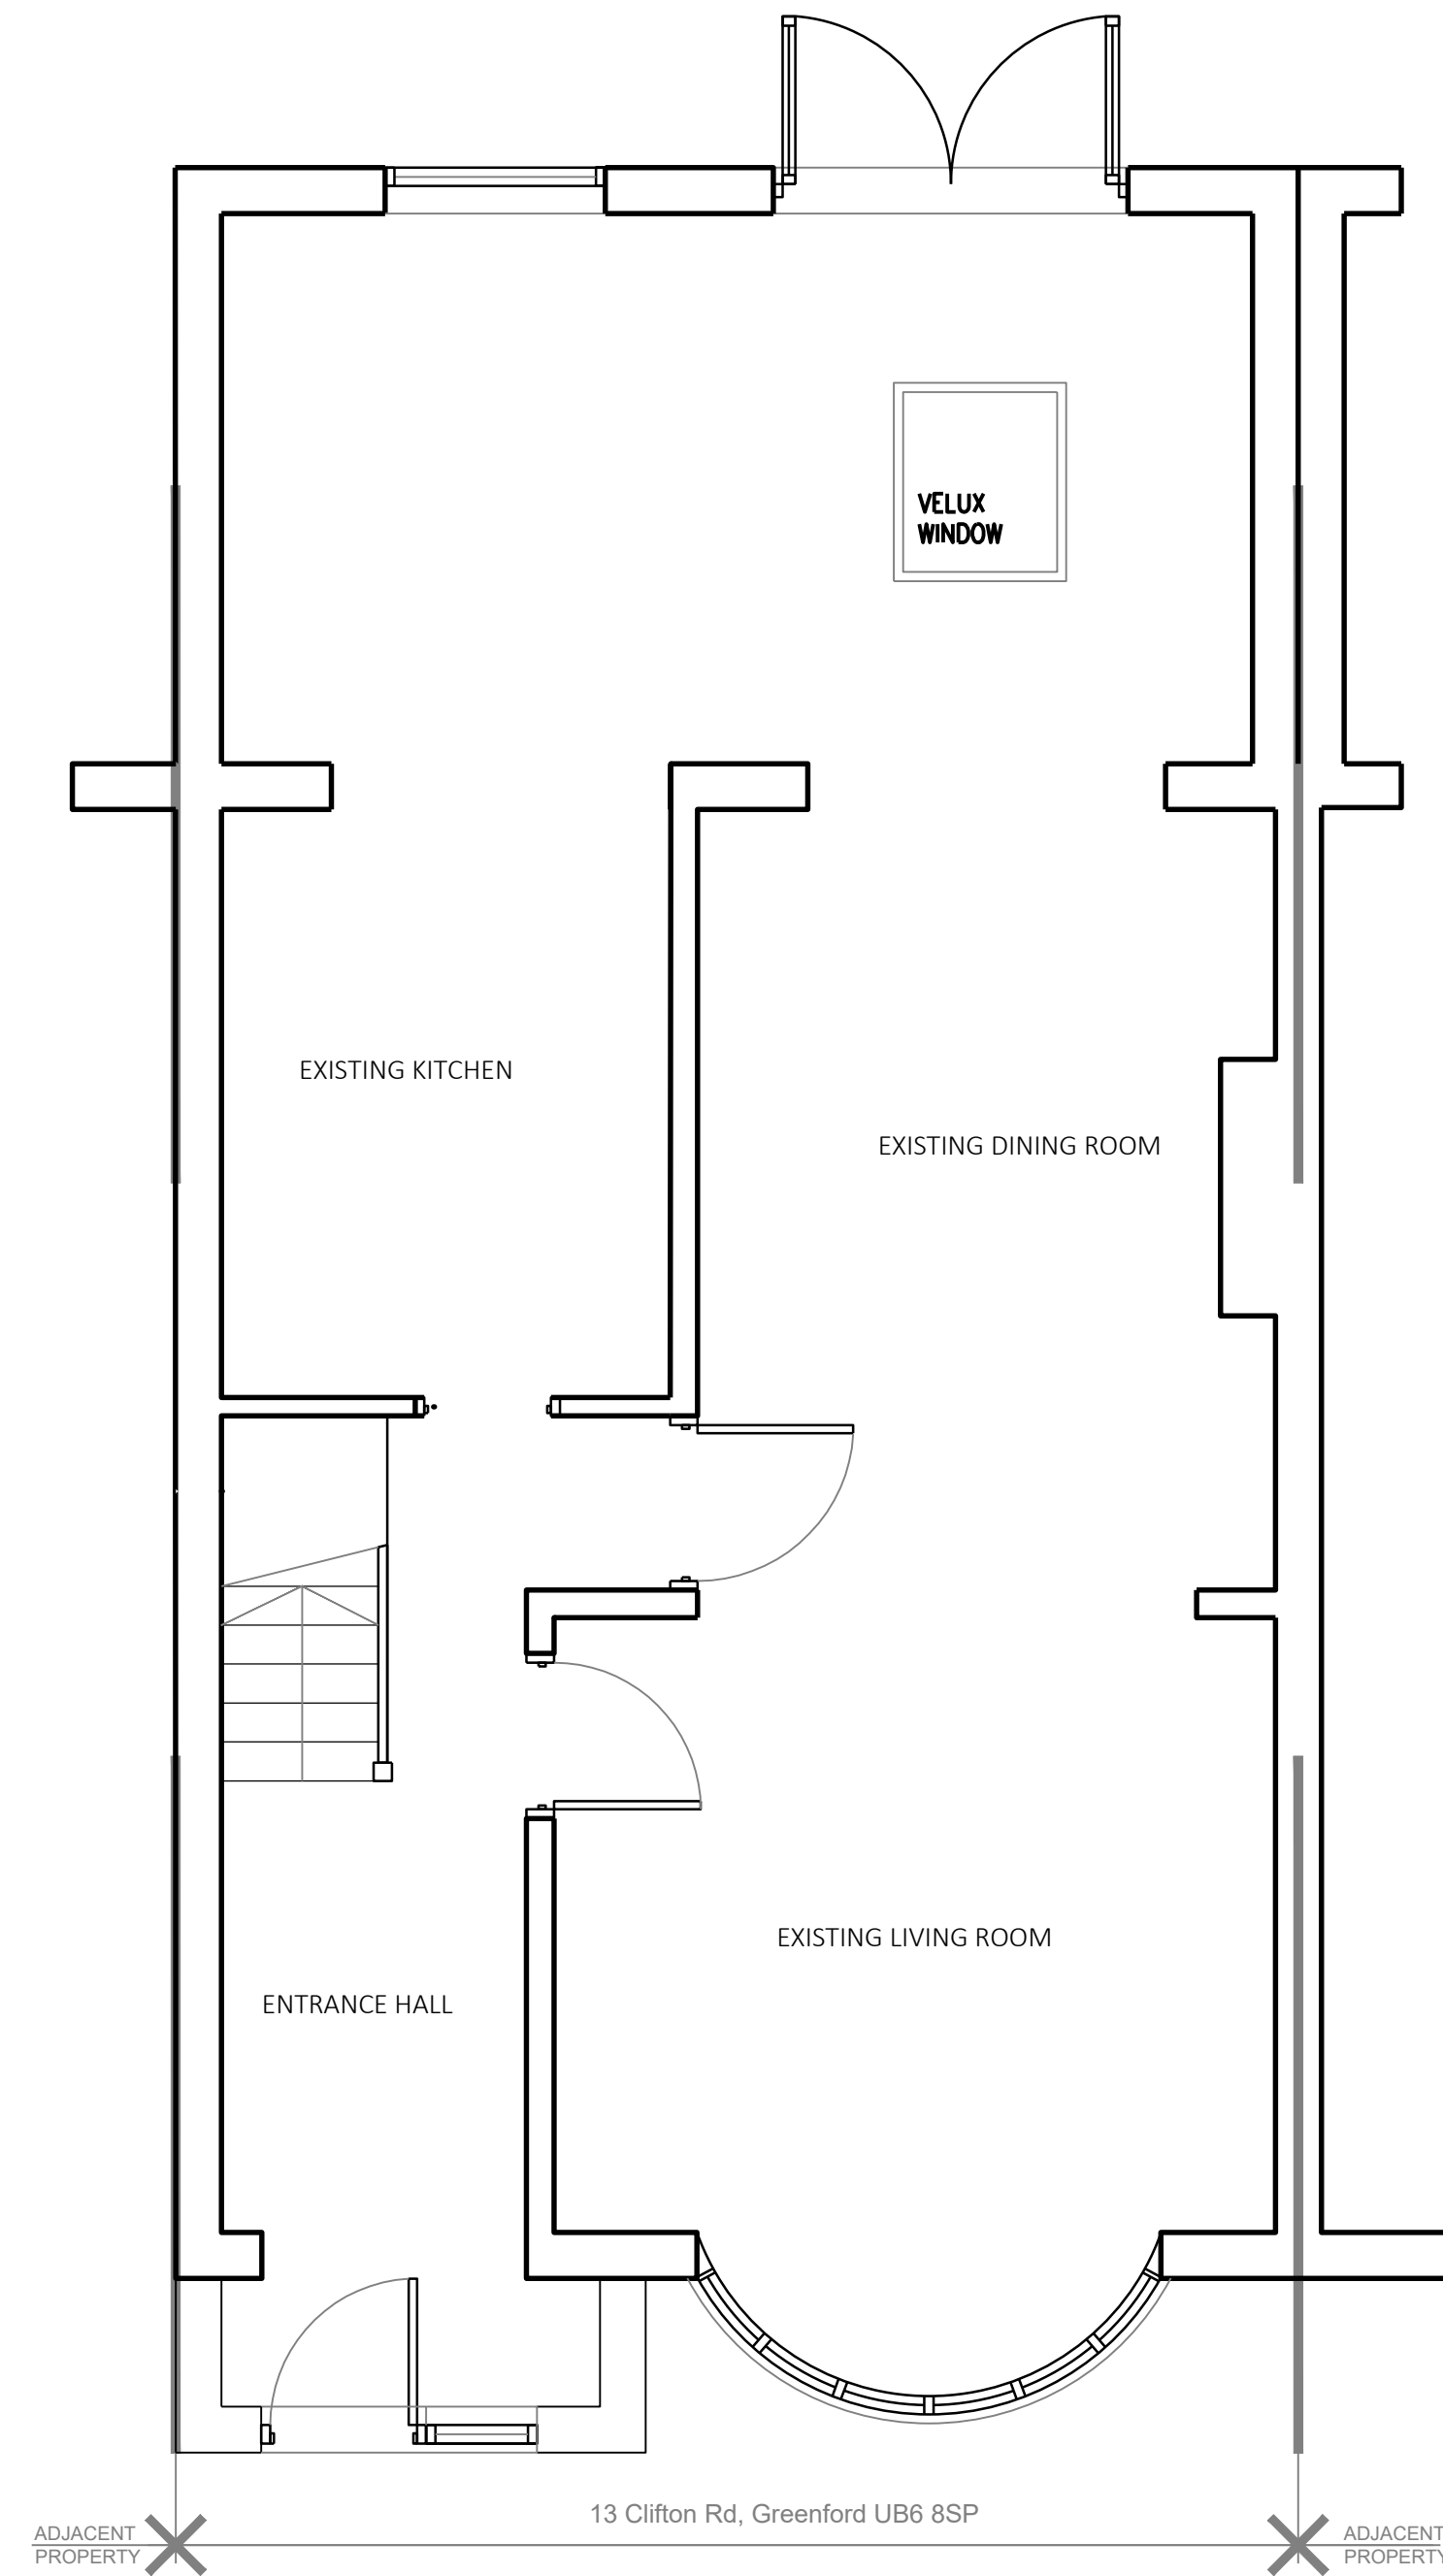 VELUX
WINDOW
EXISTING KITCHEN
EXISTING DINING ROOM
EXISTING LIVING ROOM
ENTRANCE HALL
13 Clifton Rd, Greenford UB6 8SP
ADJACENT
PROPERTY
ADJACENT
PROPERTY